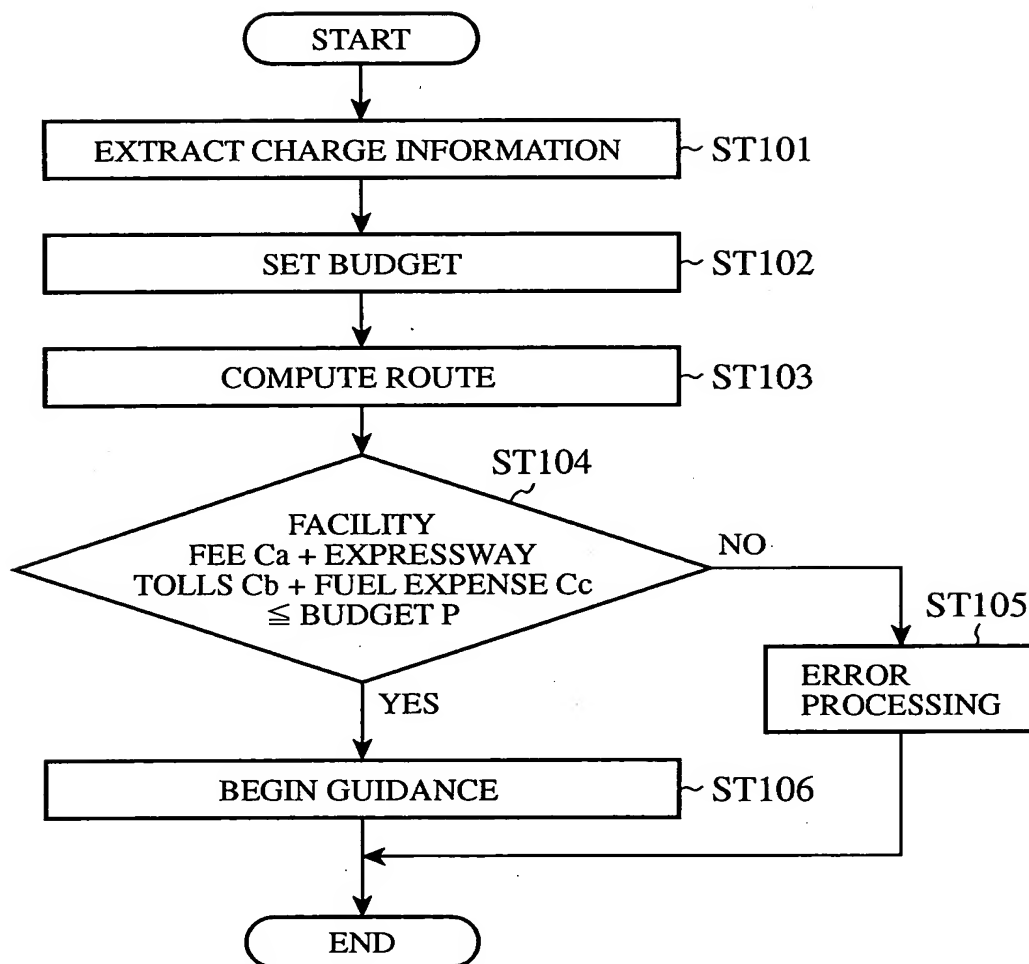 START
EXTRACT CHARGE INFORMATION
ST101
SET BUDGET
ST102
COMPUTE ROUTE
ST103
ST104
FACILITY
FEE Ca + EXPRESSWAY
TOLLS Cb + FUEL EXPENSE Cc
≦ BUDGET P
NO
ST105
ERROR
PROCESSING
YES
BEGIN GUIDANCE
ST106
END